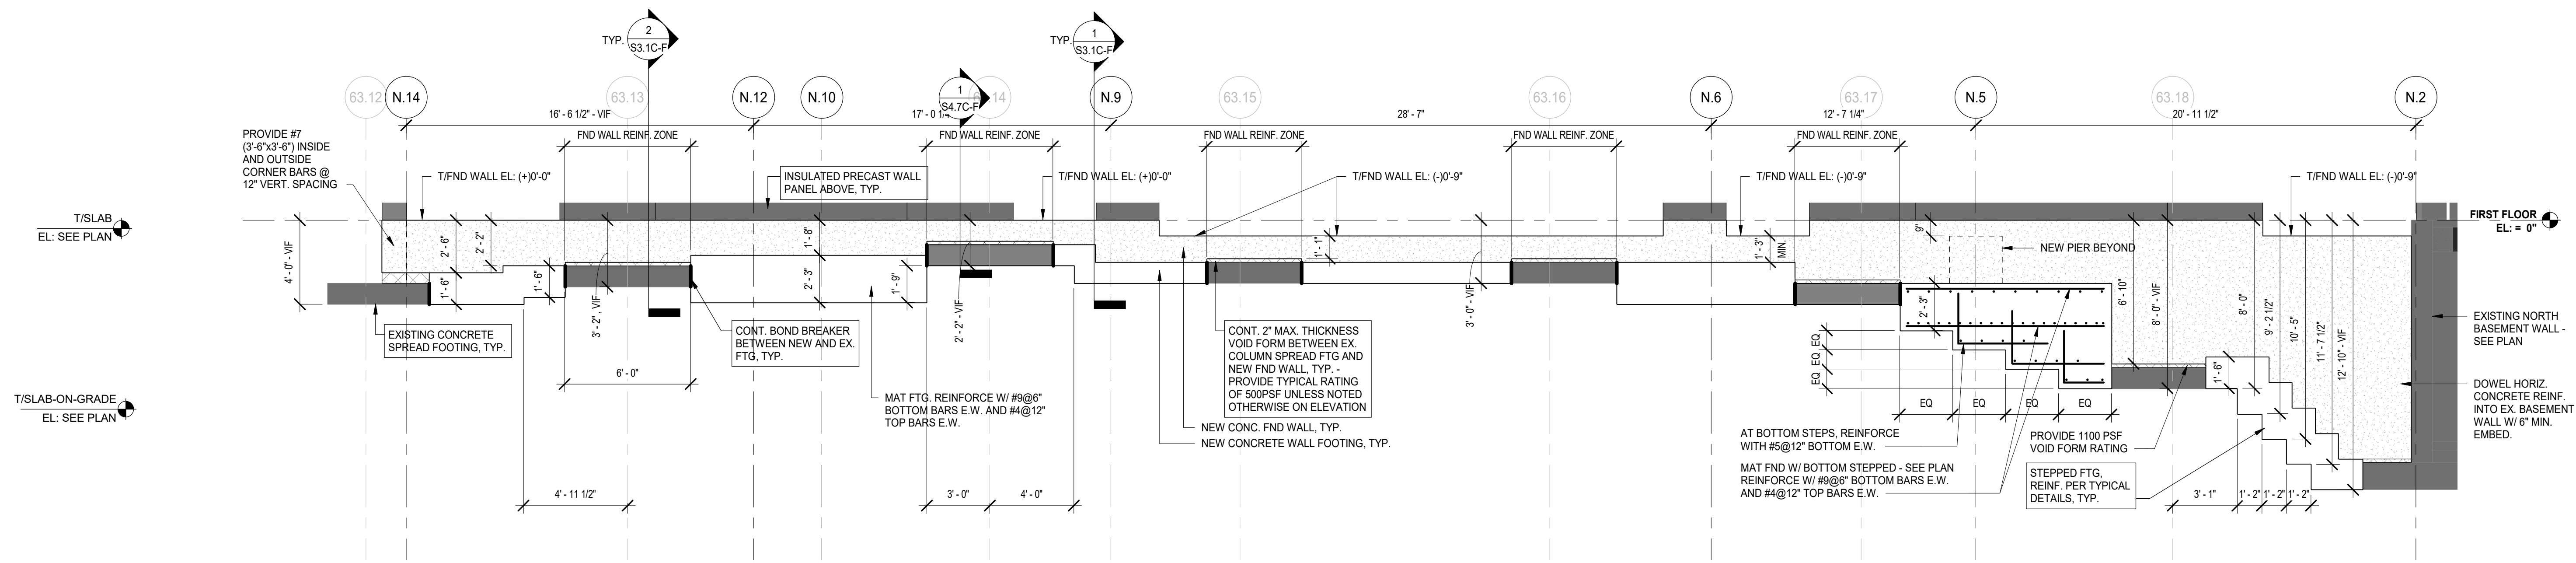 2
TYP.
S3.1C-F
1
TYP.
S3.1C-F
1
S4.7C-F
63.12
N.14
63.13
N.12
N.10
63.14
N.9
63.15
63.16
N.6
63.17
N.5
63.18
N.2
16' - 6 1/2" - VIF
17' - 0 1/4"
28' - 7"
12' - 7 1/4"
20' - 11 1/2"
FND WALL REINF. ZONE
FND WALL REINF. ZONE
FND WALL REINF. ZONE
FND WALL REINF. ZONE
FND WALL REINF. ZONE
PROVIDE #7
(3'-6"x3'-6") INSIDE
AND OUTSIDE
CORNER BARS @
12" VERT. SPACING
T/FND WALL EL: (+)0'-0"
INSULATED PRECAST WALL
PANEL ABOVE, TYP.
T/FND WALL EL: (+)0'-0"
T/FND WALL EL: (-)0'-9"
T/FND WALL EL: (-)0'-9"
T/FND WALL EL: (-)0'-9"
T/SLAB
EL: SEE PLAN
FIRST FLOOR
EL: = 0"
4' - 0" - VIF
2' - 6"
2' - 2"
1' - 6"
1' - 6"
3' - 2", VIF
1' - 8"
2' - 3"
1' - 9"
2' - 2" - VIF
1' - 1"
3' - 0" - VIF
1' - 3"
MIN.
9"
NEW PIER BEYOND
2' - 3"
6' - 10"
8' - 0" - VIF
8' - 0"
9' - 2 1/2"
10' - 5"
11' - 7 1/2"
12' - 10" - VIF
1' - 6"
EXISTING CONCRETE
SPREAD FOOTING, TYP.
CONT. BOND BREAKER
BETWEEN NEW AND EX.
FTG, TYP.
6' - 0"
CONT. 2" MAX. THICKNESS
VOID FORM BETWEEN EX.
COLUMN SPREAD FTG AND
NEW FND WALL, TYP. -
PROVIDE TYPICAL RATING
OF 500PSF UNLESS NOTED
OTHERWISE ON ELEVATION
EXISTING NORTH
BASEMENT WALL -
SEE PLAN
EQ
EQ
EQ
EQ
EQ
EQ
EQ
T/SLAB-ON-GRADE
EL: SEE PLAN
MAT FTG. REINFORCE W/ #9@6"
BOTTOM BARS E.W. AND #4@12"
TOP BARS E.W.
DOWEL HORIZ.
CONCRETE REINF.
INTO EX. BASEMENT
WALL W/ 6" MIN.
EMBED.
NEW CONC. FND WALL, TYP.
NEW CONCRETE WALL FOOTING, TYP.
AT BOTTOM STEPS, REINFORCE
WITH #5@12" BOTTOM E.W.
PROVIDE 1100 PSF
VOID FORM RATING
MAT FND W/ BOTTOM STEPPED - SEE PLAN
REINFORCE W/ #9@6" BOTTOM BARS E.W.
AND #4@12" TOP BARS E.W.
STEPPED FTG,
REINF. PER TYPICAL
DETAILS, TYP.
4' - 11 1/2"
3' - 0"
4' - 0"
3' - 1"
1' - 2"
1' - 2"
1' - 2"